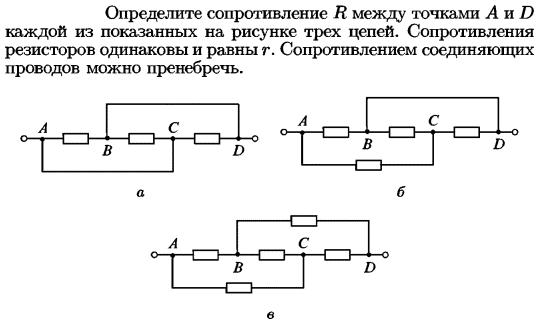 Определите сопротивление R между точками A и D
каждой из показанных на рисунке трех цепей. Сопротивления
резисторов одинаковы и равны r. Сопротивлением соединяющих
проводов можно пренебречь.
A C
B D
а
A C
B D
б
A C
B D
в